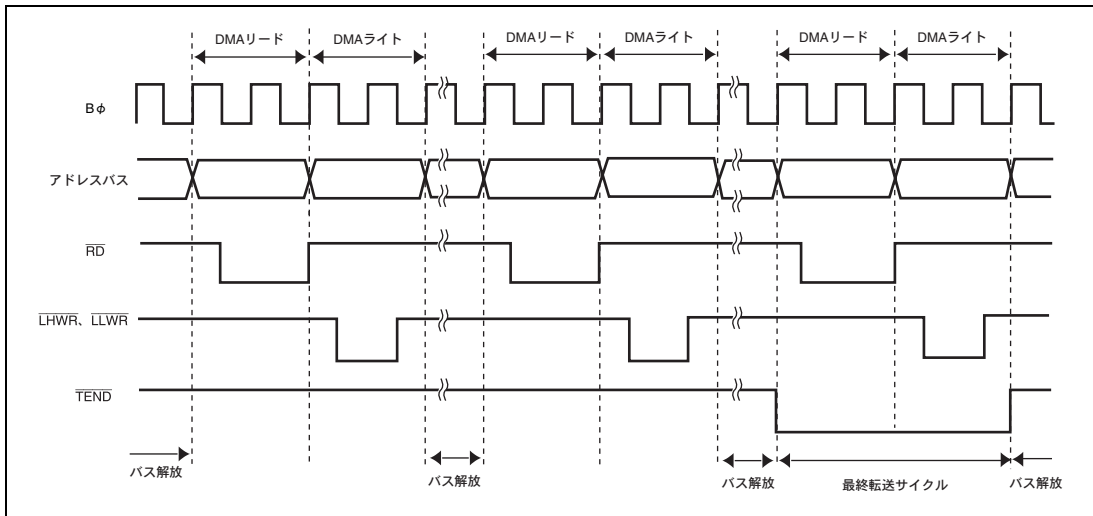 DMAリード DMAライト DMAリード DMAライト DMAリード DMAライト
Bφ
アドレスバス
RD
LHWR、LLWR
TEND
バス解放 バス解放 バス解放 最終転送サイクル バス解放